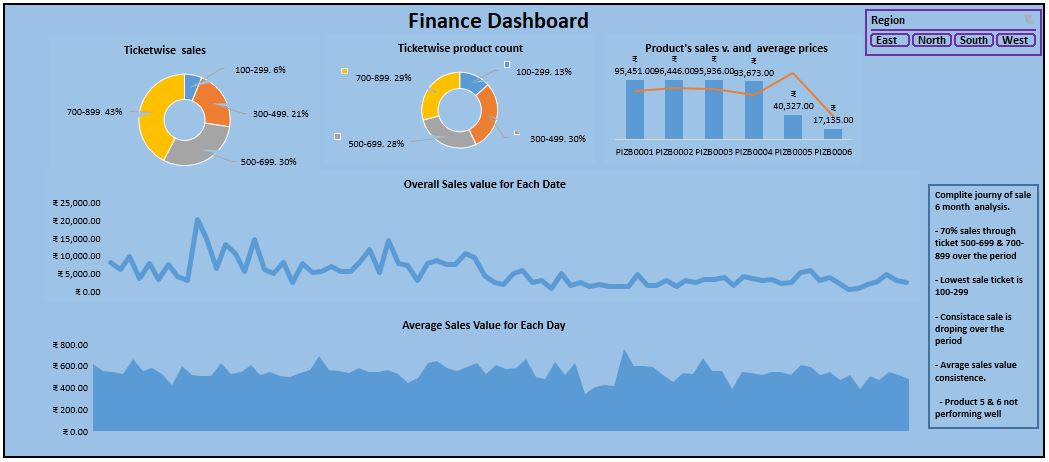 Finance Dashboard
Region
East North South West
Ticketwise sales
100-299. 6%
300-499. 21%
500-699. 30%
700-899. 43%
Ticketwise product count
100-299. 13%
300-499. 30%
500-699. 28%
700-899. 29%
Product's sales v. and average prices
₹ 95,451.00
₹ 96,446.00
₹ 95,936.00
₹ 93,673.00
₹ 40,327.00
₹ 17,135.00
PIZB0001 PIZB0002 PIZB0003 PIZB0004 PIZB0005 PIZB0006
Overall Sales value for Each Date
₹ 25,000.00
₹ 20,000.00
₹ 15,000.00
₹ 10,000.00
₹ 5,000.00
₹ 0.00
Average Sales Value for Each Day
₹ 800.00
₹ 600.00
₹ 400.00
₹ 200.00
₹ 0.00
Complite journy of sale
6 month analysis.
- 70% sales through
ticket 500-699 & 700-
899 over the period
- Lowest sale ticket is
100-299
- Consistace sale is
droping over the
period
- Avrage sales value
consistence.
- Product 5 & 6 not
performing well